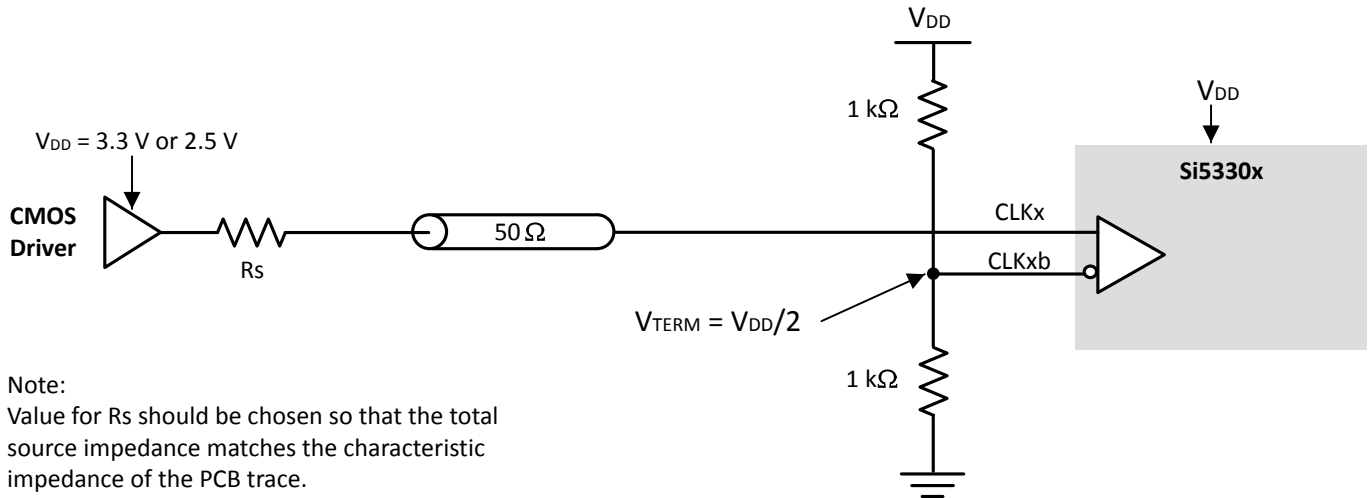 VDD
1 kΩ
VDD
VDD = 3.3 V or 2.5 V
Si5330x
CMOS
Driver
50 Ω
CLKx
Rs
CLKxb
VTERM = VDD/2
1 kΩ
Note:
Value for Rs should be chosen so that the total
source impedance matches the characteristic
impedance of the PCB trace.